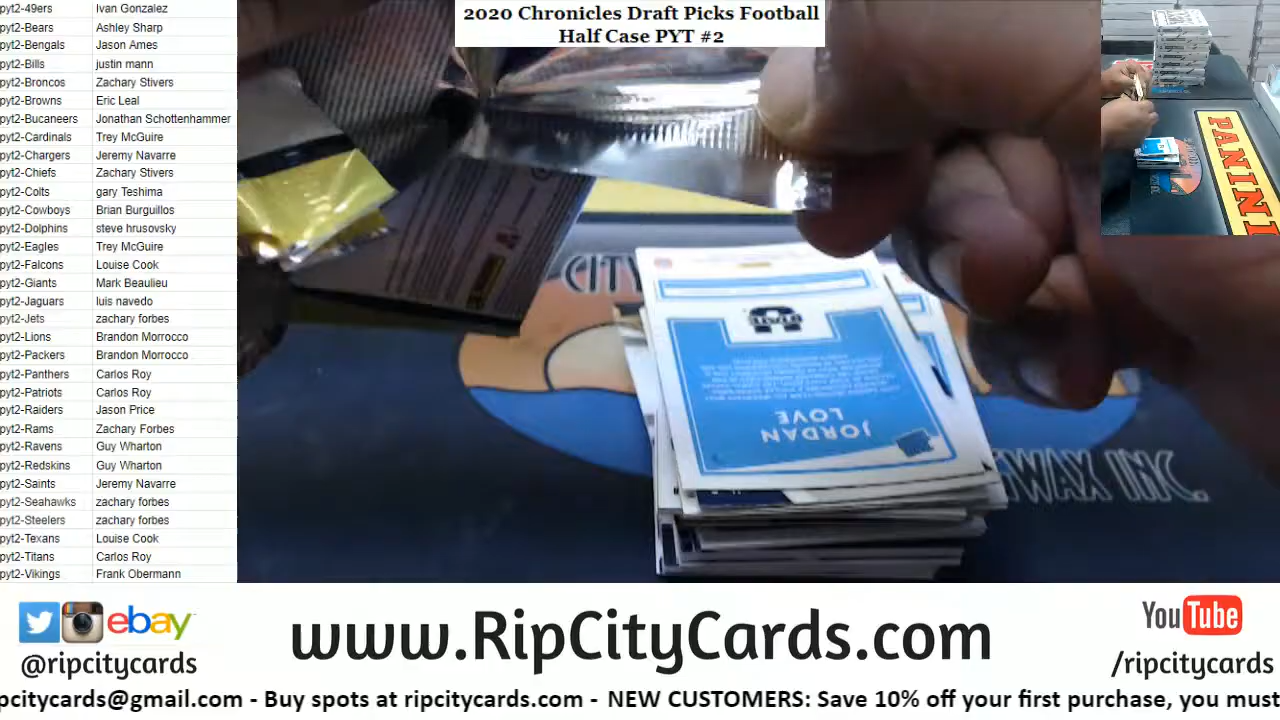 2020 Chronicles Draft Picks Football
Half Case PYT #2
pyt2-49ers Ivan Gonzalez
pyt2-Bears Ashley Sharp
pyt2-Bengals Jason Ames
pyt2-Bills justin mann
pyt2-Broncos Zachary Stivers
pyt2-Browns Eric Leal
pyt2-Bucaneers Jonathan Schottenhammer
pyt2-Cardinals Trey McGuire
pyt2-Chargers Jeremy Navarre
pyt2-Chiefs Zachary Stivers
pyt2-Colts gary Teshima
pyt2-Cowboys Brian Burguillos
pyt2-Dolphins steve hrusovsky
pyt2-Eagles Trey McGuire
pyt2-Falcons Louise Cook
pyt2-Giants Mark Beaulieu
pyt2-Jaguars luis navedo
pyt2-Jets zachary forbes
pyt2-Lions Brandon Morrocco
pyt2-Packers Brandon Morrocco
pyt2-Panthers Carlos Roy
pyt2-Patriots Carlos Roy
pyt2-Raiders Jason Price
pyt2-Rams Zachary Forbes
pyt2-Ravens Guy Wharton
pyt2-Redskins Guy Wharton
pyt2-Saints Jeremy Navarre
pyt2-Seahawks zachary forbes
pyt2-Steelers zachary forbes
pyt2-Texans Louise Cook
pyt2-Titans Carlos Roy
pyt2-Vikings Frank Obermann
PANINI
CITY
WAX INC.
JORDAN
LOVE
ebay
@ripcitycards
www.RipCityCards.com
YouTube
/ripcitycards
pcitycards@gmail.com - Buy spots at ripcitycards.com - NEW CUSTOMERS: Save 10% off your first purchase, you must